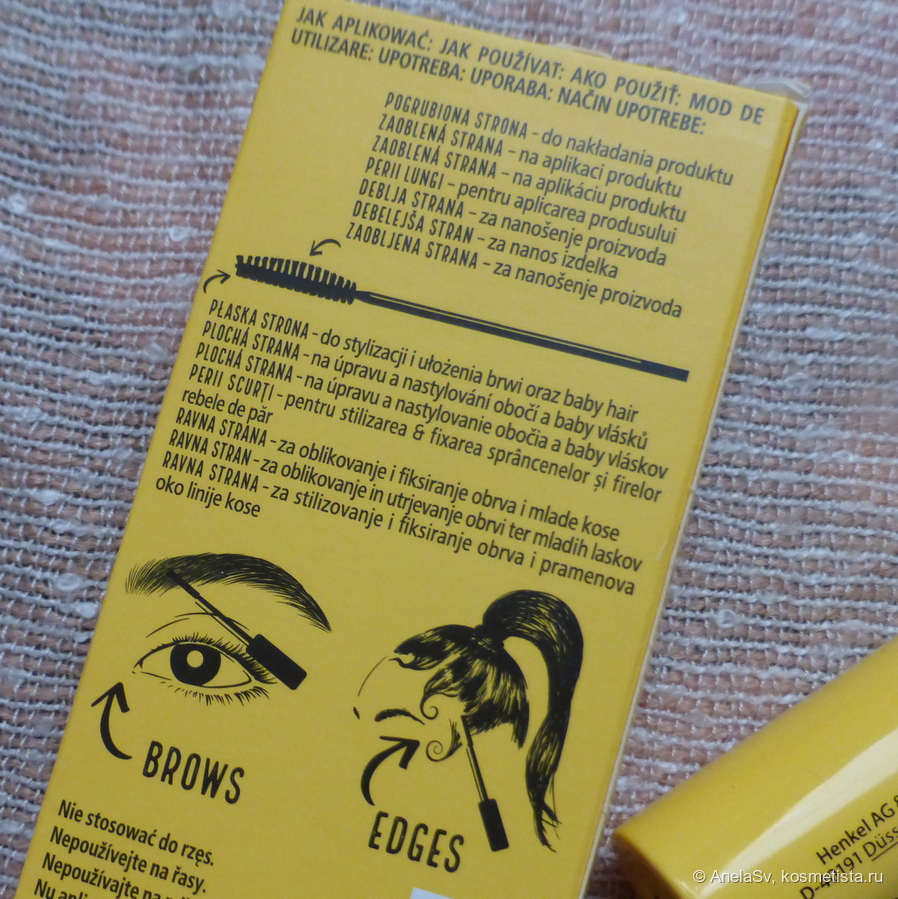 JAK APLIKOWAĆ: JAK POUŽÍVAT: AKO POUŽIŤ: MOD DE
UTILIZARE: UPOTREBA: UPORABA: NAČIN UPOTREBE:
POGRUBIONA STRONA – do nakładania produktu
ZAOBLENÁ STRANA – na aplikaci produktu
ZAOBLENÁ STRANA – na aplikáciu produktu
PERII LUNGI – pentru aplicarea produsului
DEBLJA STRANA – za nanošenje proizvoda
DEBELEJŠA STRAN – za nanos izdelka
ZAOBLJENA STRANA – za nanošenje proizvoda
PŁASKA STRONA – do stylizacji i ułożenia brwi oraz baby hair
PLOCHÁ STRANA – na úpravu a nastylování obočí a baby vlásků
PLOCHÁ STRANA – na úpravu a nastylovanie obočia a baby vláskov
PERII SCURȚI – pentru stilizarea & fixarea sprâncenelor și firelor
rebele de păr
RAVNA STRANA – za oblikovanje i fiksiranje obrva i mlade kose
RAVNA STRAN – za oblikovanje in utrjevanje obrvi ter mladih laskov
RAVNA STRANA – za stilizovanje i fiksiranje obrva i pramenova
oko linije kose
BROWS
EDGES
Nie stosować do rzęs.
Nepoužívejte na řasy.
Nepoužívajte na
Nu
Henkel AG
© AnelaSv, kosmetista.ru